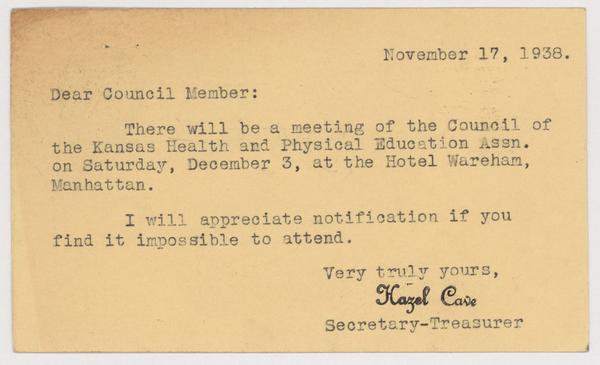 November 17, 1938.
Dear Council Member:
There will be a meeting of the Council of
the Kansas Health and Physical Education Assn.
on Saturday, December 3, at the Hotel Wareham,
Manhattan.
I will appreciate notification if you
find it impossible to attend.
Very truly yours,
Hazel Cave
Secretary-Treasurer